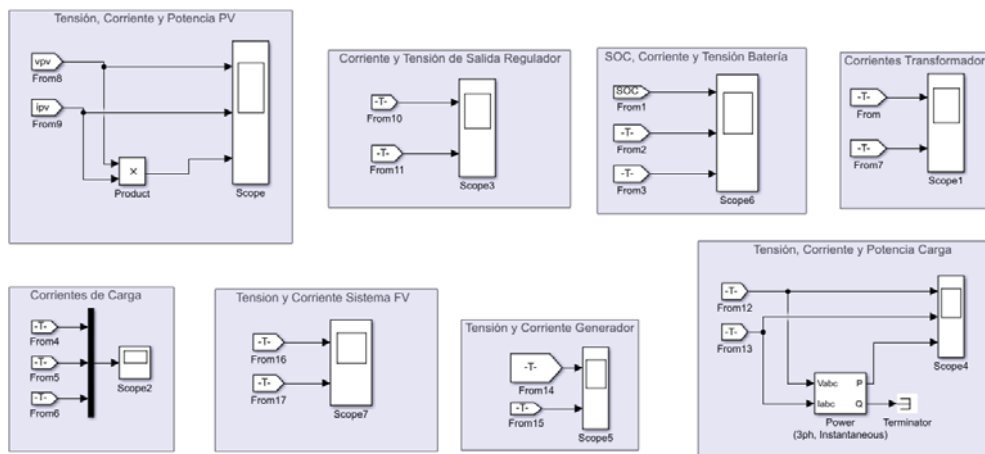 Tensión, Corriente y Potencia PV
vpv
From8
ipv
From9
×
Product
Scope
Corriente y Tensión de Salida Regulador
-T-
From10
-T-
From11
Scope3
SOC, Corriente y Tensión Batería
SOC
From1
-T-
From2
-T-
From3
Scope6
Corrientes Transformador
-T-
From
-T-
From7
Scope1
Corrientes de Carga
-T-
From4
-T-
From5
-T-
From6
Scope2
Tension y Corriente Sistema FV
-T-
From16
-T-
From17
Scope7
Tensión y Corriente Generador
-T-
From14
-T-
From15
Scope5
Tensión, Corriente y Potencia Carga
-T-
From12
-T-
From13
Scope4
Vabc P
Iabc Q
Power
(3ph, Instantaneous)
Terminator